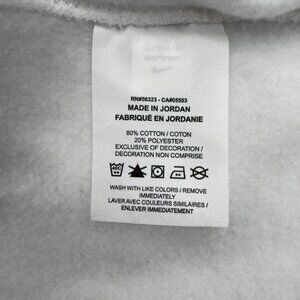 RN#56323 - CA#05553
MADE IN JORDAN
FABRIQUÉ EN JORDANIE
80% COTTON / COTON
20% POLYESTER
EXCLUSIVE OF DECORATION /
DECORATION NON COMPRISE
WASH WITH LIKE COLORS / REMOVE
IMMEDIATELY
LAVER AVEC COULEURS SIMILAIRES /
ENLEVER IMMEDIATEMENT